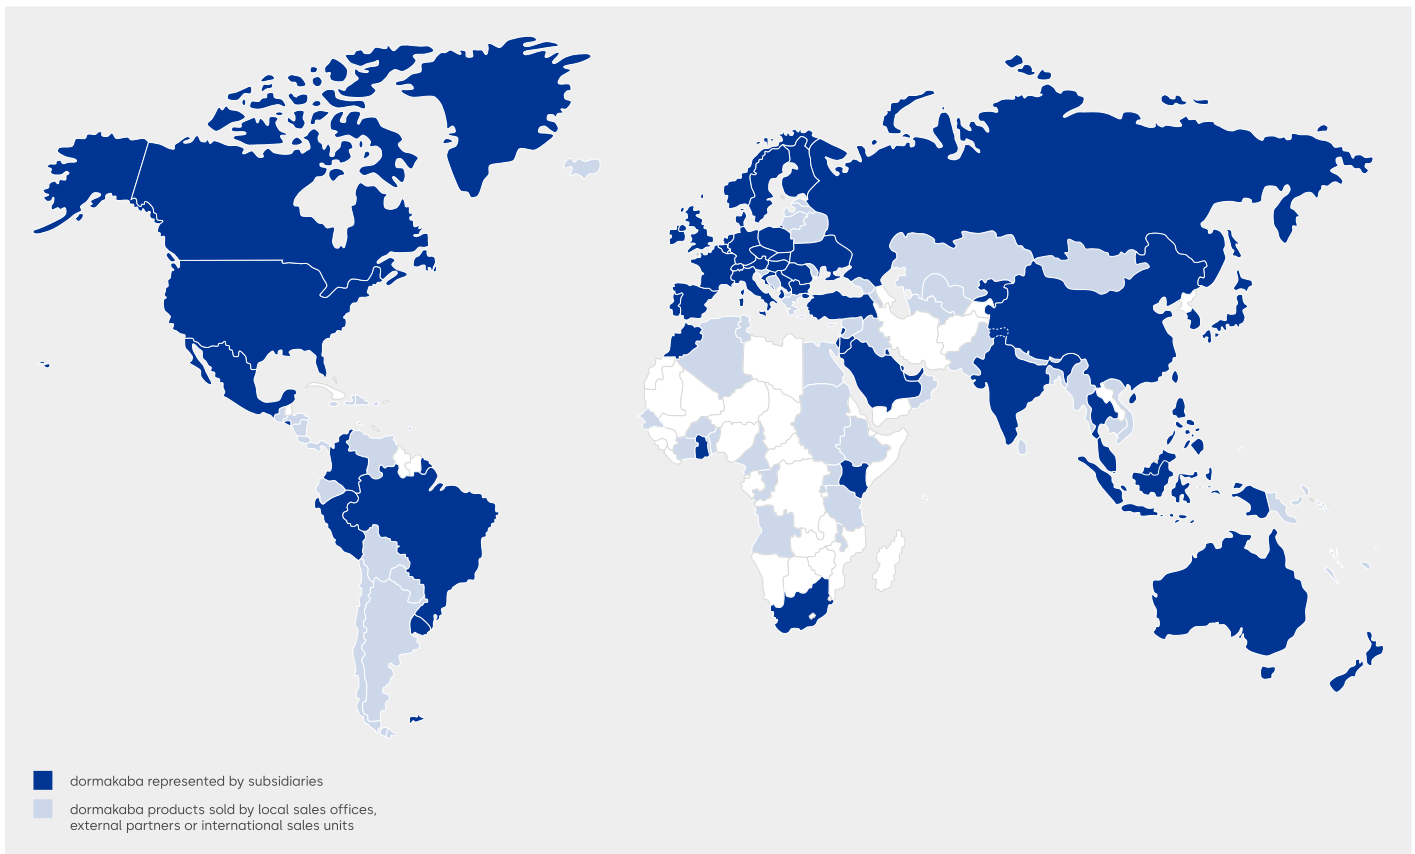 dormakaba represented by subsidiaries
dormakaba products sold by local sales offices,
external partners or international sales units